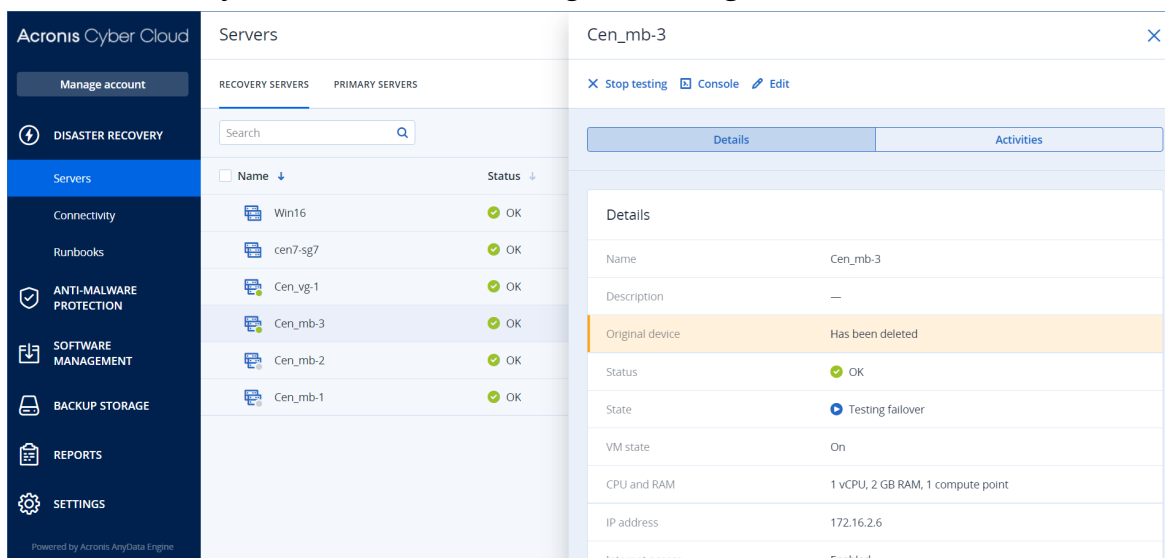 Acronis Cyber Cloud
Manage account
DISASTER RECOVERY
Servers
Connectivity
Runbooks
ANTI-MALWARE
PROTECTION
SOFTWARE
MANAGEMENT
BACKUP STORAGE
REPORTS
SETTINGS
Powered by Acronis AnyData Engine
Servers
RECOVERY SERVERS PRIMARY SERVERS
Search
Name Status
Win16 OK
cen7-sg7 OK
Cen_vg-1 OK
Cen_mb-3 OK
Cen_mb-2 OK
Cen_mb-1 OK
Cen_mb-3
Stop testing Console Edit
Details Activities
Details
Name Cen_mb-3
Description —
Original device Has been deleted
Status OK
State Testing failover
VM state On
CPU and RAM 1 vCPU, 2 GB RAM, 1 compute point
IP address 172.16.2.6